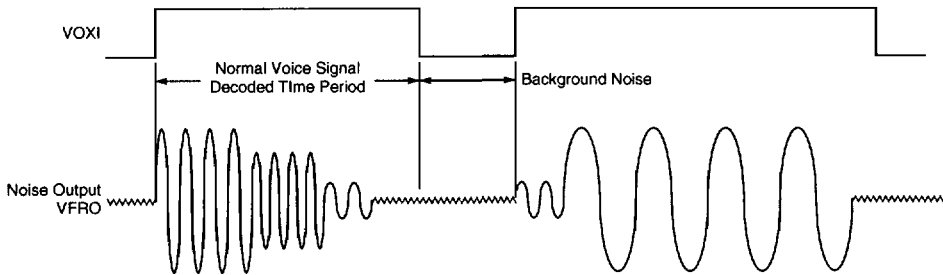 VOXI
Normal Voice Signal
Decoded TIme Period
Background Noise
Noise Output
VFRO